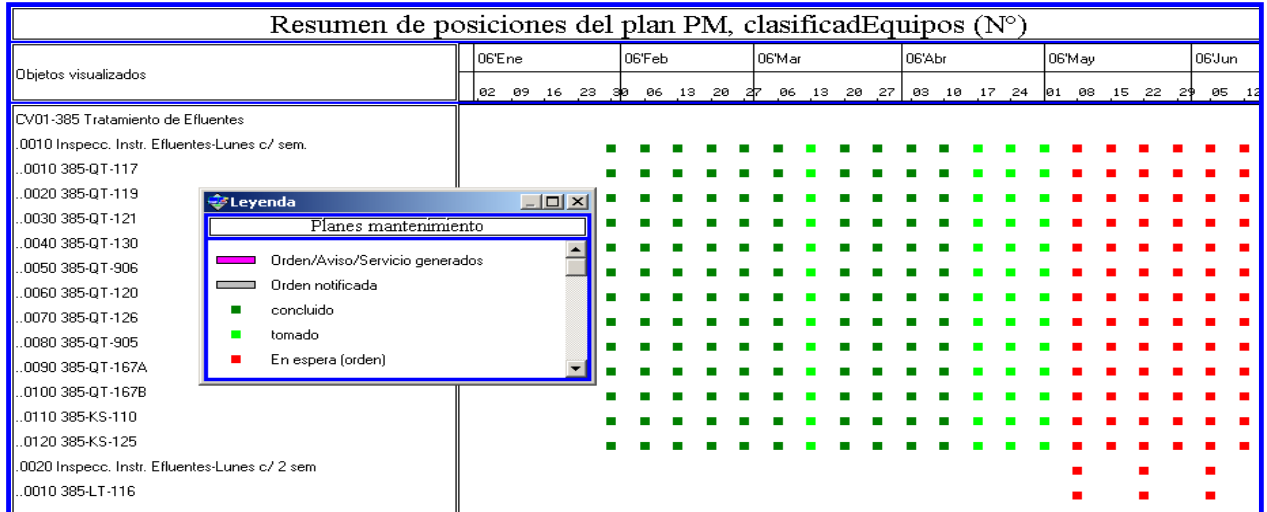 Resumen de posiciones del plan PM, clasificadEquipos (N°)
Objetos visualizados
06'Ene 06'Feb 06'Mar 06'Abr 06'May 06'Jun
02 09 16 23 30 06 13 20 27 06 13 20 27 03 10 17 24 01 08 15 22 29 05 12
CV01-385 Tratamiento de Efluentes
.0010 Inspecc. Instr. Efluentes-Lunes c/ sem.
..0010 385-QT-117
..0020 385-QT-119
..0030 385-QT-121
..0040 385-QT-130
..0050 385-QT-906
..0060 385-QT-120
..0070 385-QT-126
..0080 385-QT-905
..0090 385-QT-167A
..0100 385-QT-167B
..0110 385-KS-110
..0120 385-KS-125
.0020 Inspecc. Instr. Efluentes-Lunes c/ 2 sem
..0010 385-LT-116
Leyenda
Planes mantenimiento
Orden/Aviso/Servicio generados
Orden notificada
concluido
tomado
En espera (orden)